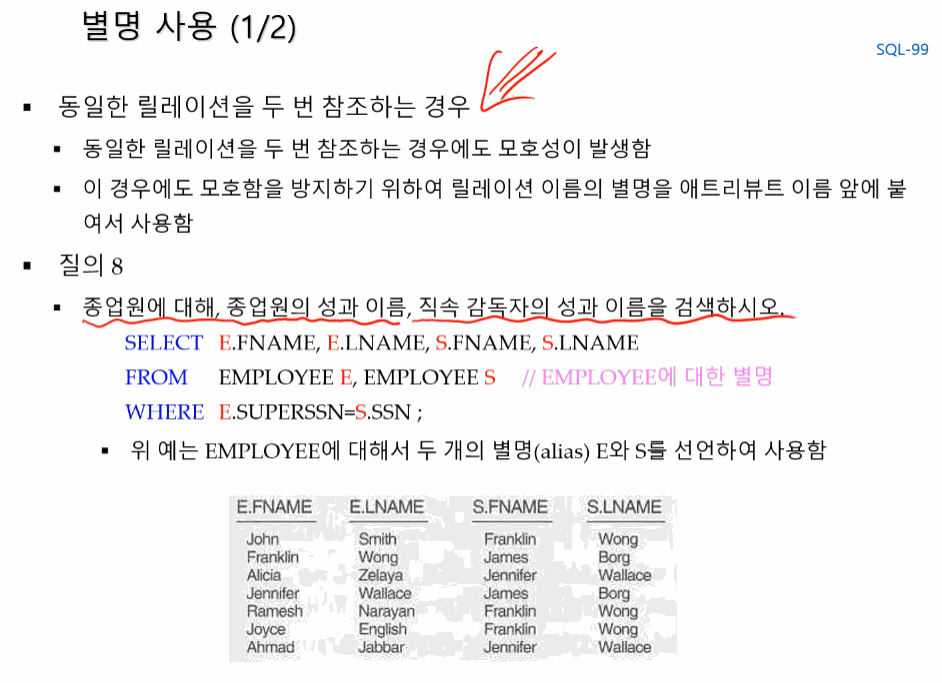 별명 사용 (1/2)
SQL-99
▪ 동일한 릴레이션을 두 번 참조하는 경우
▪ 동일한 릴레이션을 두 번 참조하는 경우에도 모호성이 발생함
▪ 이 경우에도 모호함을 방지하기 위하여 릴레이션 이름의 별명을 애트리뷰트 이름 앞에 붙
여서 사용함
▪ 질의 8
▪ 종업원에 대해, 종업원의 성과 이름, 직속 감독자의 성과 이름을 검색하시오.
SELECT E.FNAME, E.LNAME, S.FNAME, S.LNAME
FROM EMPLOYEE E, EMPLOYEE S // EMPLOYEE에 대한 별명
WHERE E.SUPERSSN=S.SSN ;
▪ 위 예는 EMPLOYEE에 대해서 두 개의 별명(alias) E와 S를 선언하여 사용함
E.FNAME E.LNAME S.FNAME S.LNAME
John Smith Franklin Wong
Franklin Wong James Borg
Alicia Zelaya Jennifer Wallace
Jennifer Wallace James Borg
Ramesh Narayan Franklin Wong
Joyce English Franklin Wong
Ahmad Jabbar Jennifer Wallace